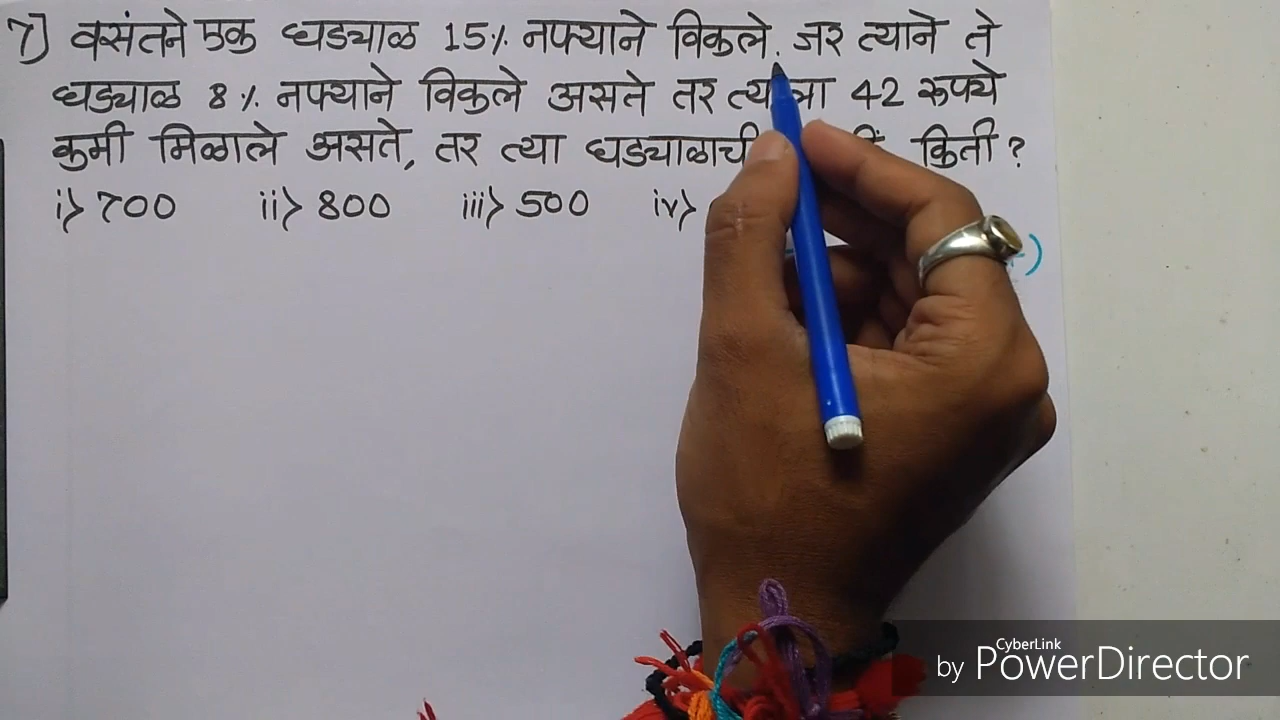 7] वसंतने एक घड्याळ 15% नफ्याने विकले. जर त्याने ते
घड्याळ 8% नफ्याने विकले असते तर 42 रुपये
कमी मिळाले असते, तर त्या घड्याळाची किती?
i) 700 ii) 800 iii) 500 iv)
CyberLink
by PowerDirector